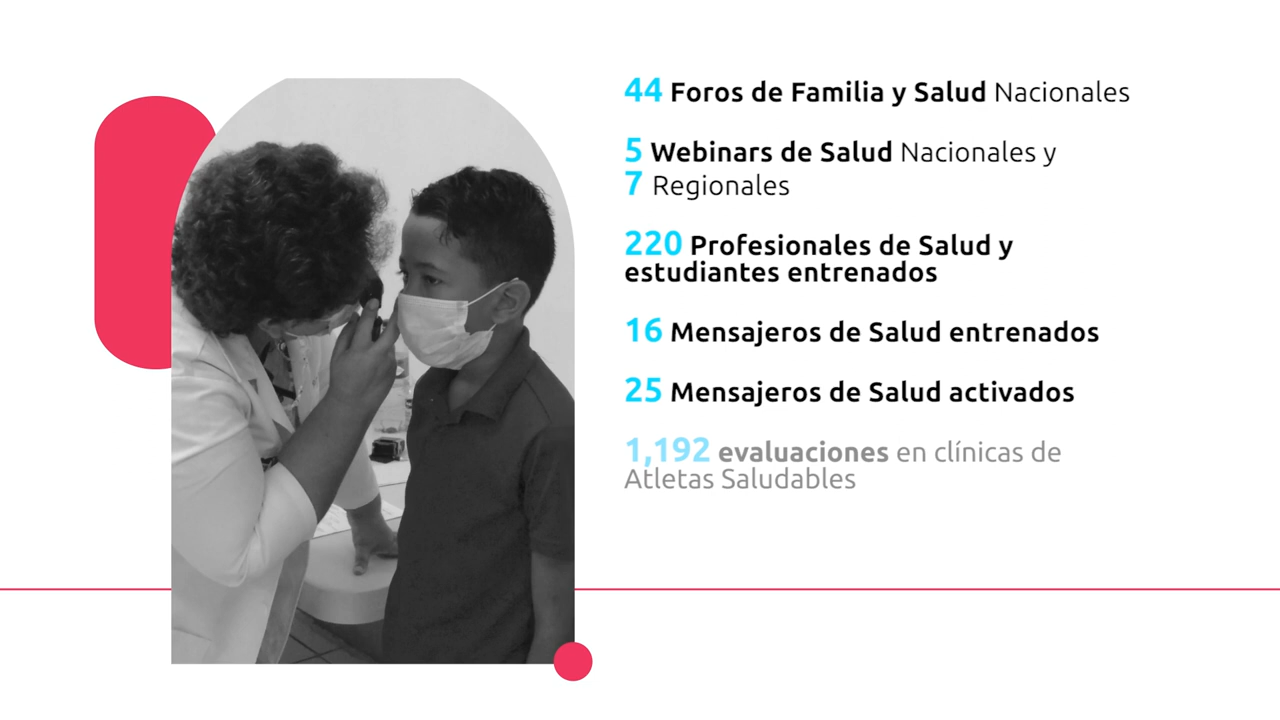 44 Foros de Familia y Salud Nacionales
5 Webinars de Salud Nacionales y
7 Regionales
220 Profesionales de Salud y
estudiantes entrenados
16 Mensajeros de Salud entrenados
25 Mensajeros de Salud activados
1,192 evaluaciones en clínicas de
Atletas Saludables